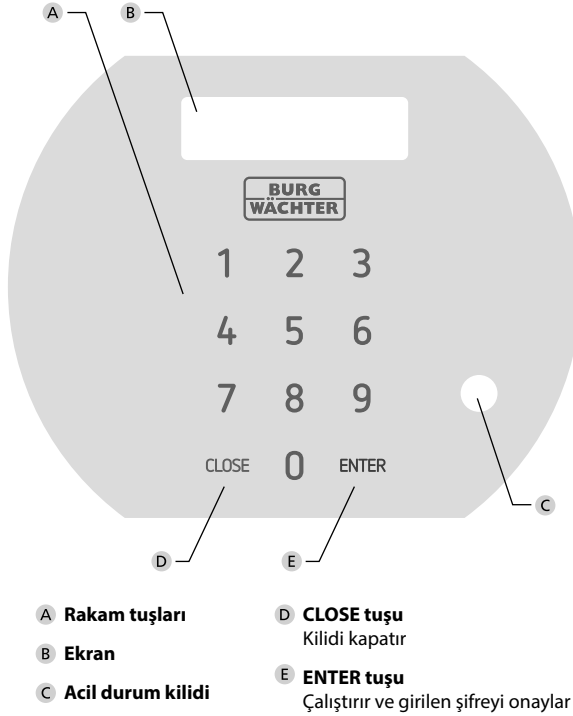 A B
BURG
WÄCHTER
1 2 3
4 5 6
7 8 9
CLOSE 0 ENTER
C
D E
A Rakam tuşları
B Ekran
C Acil durum kilidi
D CLOSE tuşu
Kilidi kapatır
E ENTER tuşu
Çalıştırır ve girilen şifreyi onaylar